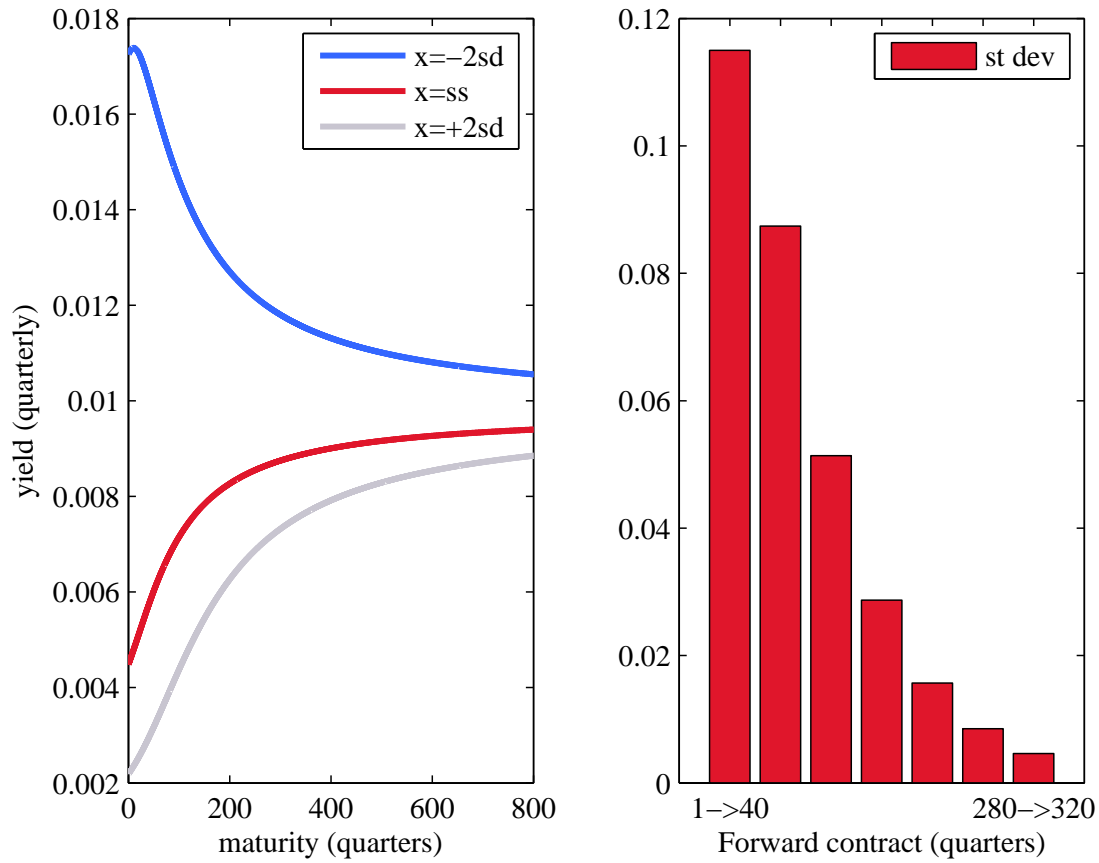 0.018
0.016
0.014
0.012
0.01
0.008
0.006
0.004
0.002
yield (quarterly)
x=−2sd
x=ss
x=+2sd
0 200 400 600 800
maturity (quarters)
0.12
0.1
0.08
0.06
0.04
0.02
0
st dev
1−>40 280−>320
Forward contract (quarters)